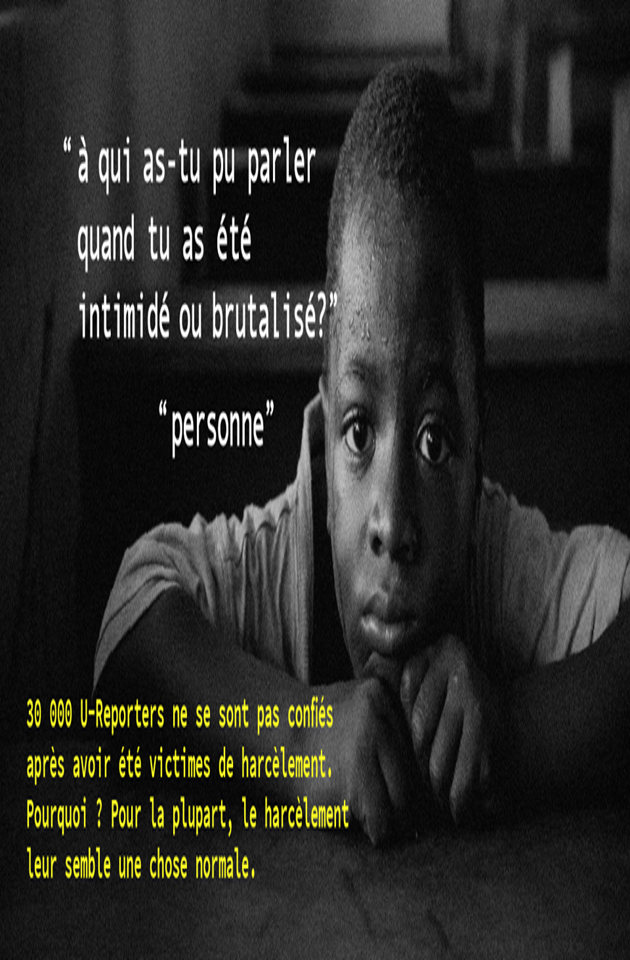 “ à qui as-tu pu parler
quand tu as été
intimidé ou brutalisé?”
“personne”
30 000 U-Reporters ne se sont pas confiés
après avoir été victimes de harcèlement.
Pourquoi ? Pour la plupart, le harcèlement
leur semble une chose normale.